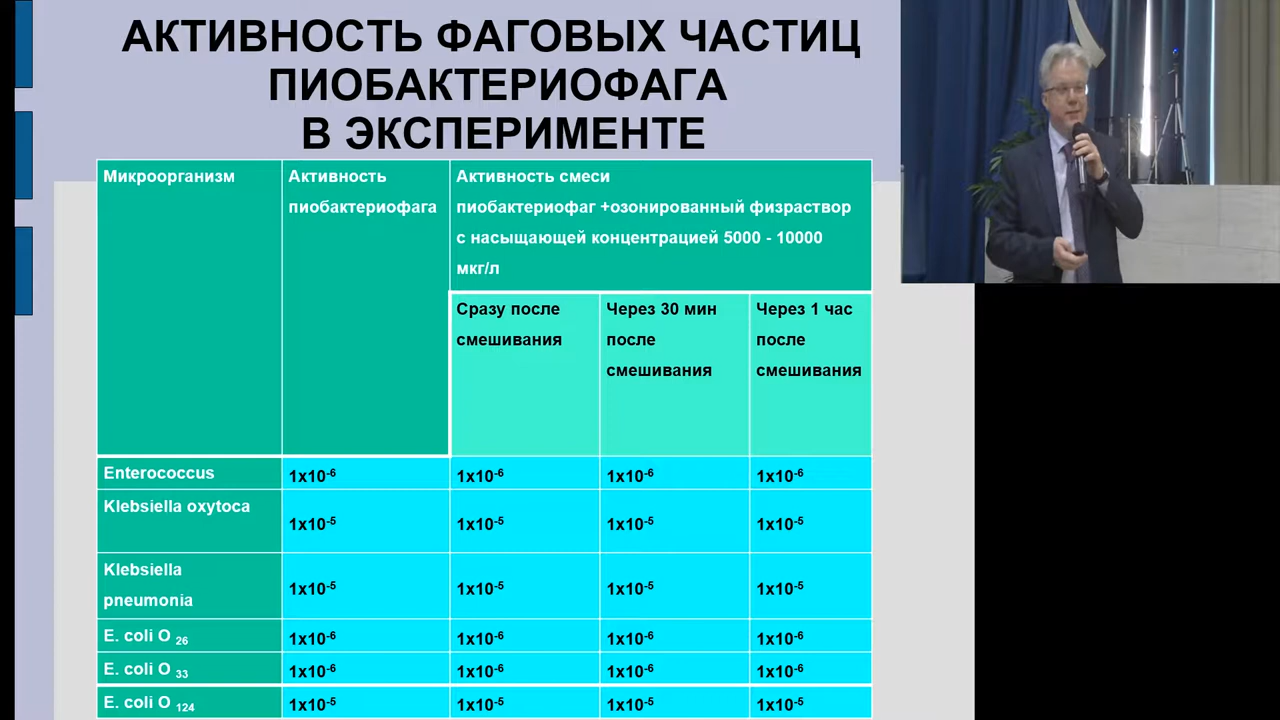 АКТИВНОСТЬ ФАГОВЫХ ЧАСТИЦ
ПИОБАКТЕРИОФАГА
В ЭКСПЕРИМЕНТЕ
Микроорганизм
Активность
пиобактериофага
Активность смеси
пиобактериофаг +озонированный физраствор
с насыщающей концентрацией 5000 - 10000
мкг/л
Сразу после
смешивания
Через 30 мин
после
смешивания
Через 1 час
после
смешивания
Enterococcus 1х10-6 1х10-6 1х10-6 1х10-6
Klebsiella oxytoca 1х10-5 1х10-5 1х10-5 1х10-5
Klebsiella
pneumonia 1х10-5 1х10-5 1х10-5 1х10-5
E. coli O 26 1х10-6 1х10-6 1х10-6 1х10-6
E. coli O 33 1х10-6 1х10-6 1х10-6 1х10-6
E. coli O 124 1х10-5 1х10-5 1х10-5 1х10-5